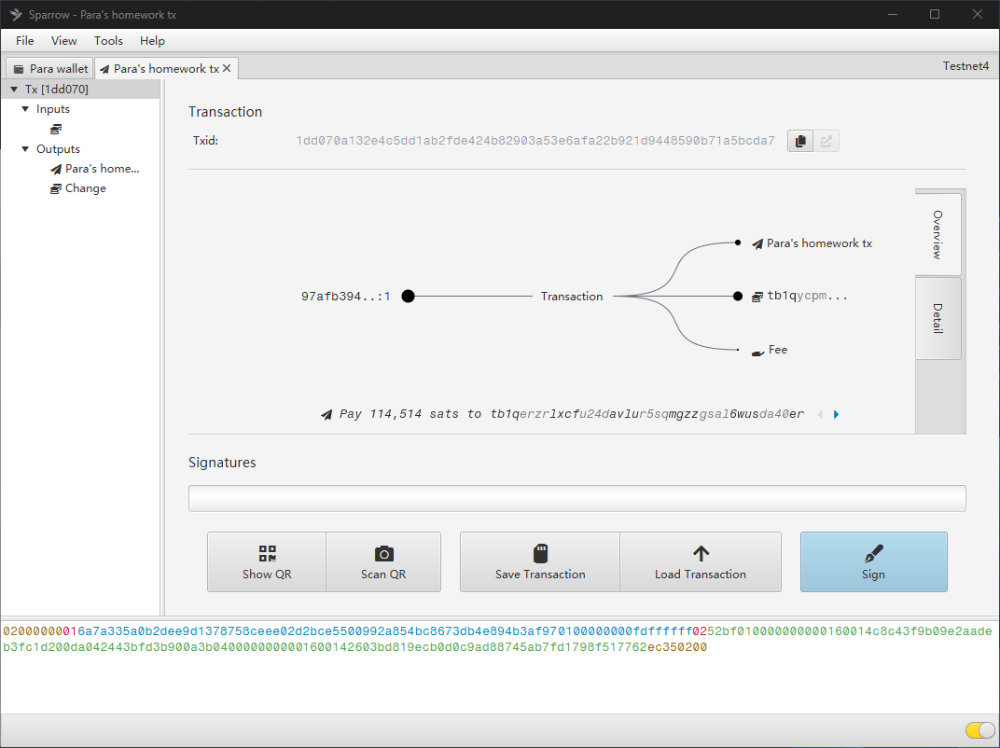 Sparrow - Para's homework tx
File View Tools Help
Para wallet Para's homework tx Testnet4
Tx [1dd070]
Inputs
Outputs
Para's home...
Change
Transaction
Txid: 1dd070a132e4c5dd1ab2fde424b82903a53e6afa22b921d9448590b71a5bcda7
Overview
Detail
Para's homework tx
97afb394..:1 Transaction tb1qycpm...
Fee
Pay 114,514 sats to tb1qerzrlxcfu24davlur5sqmgzzgsal6wusda40er
Signatures
Show QR Scan QR Save Transaction Load Transaction Sign
02000000016a7a335a0b2dee9d1378758ceee02d2bce5500992a854bc8673db4e894b3af970100000000fdffffff0252bf010000000000160014c8c43f9b09e2aade
b3fc1d200da042443bfd3b900a3b0400000000001600142603bd819ecb0d0c9ad88745ab7fd1798f517762ec350200